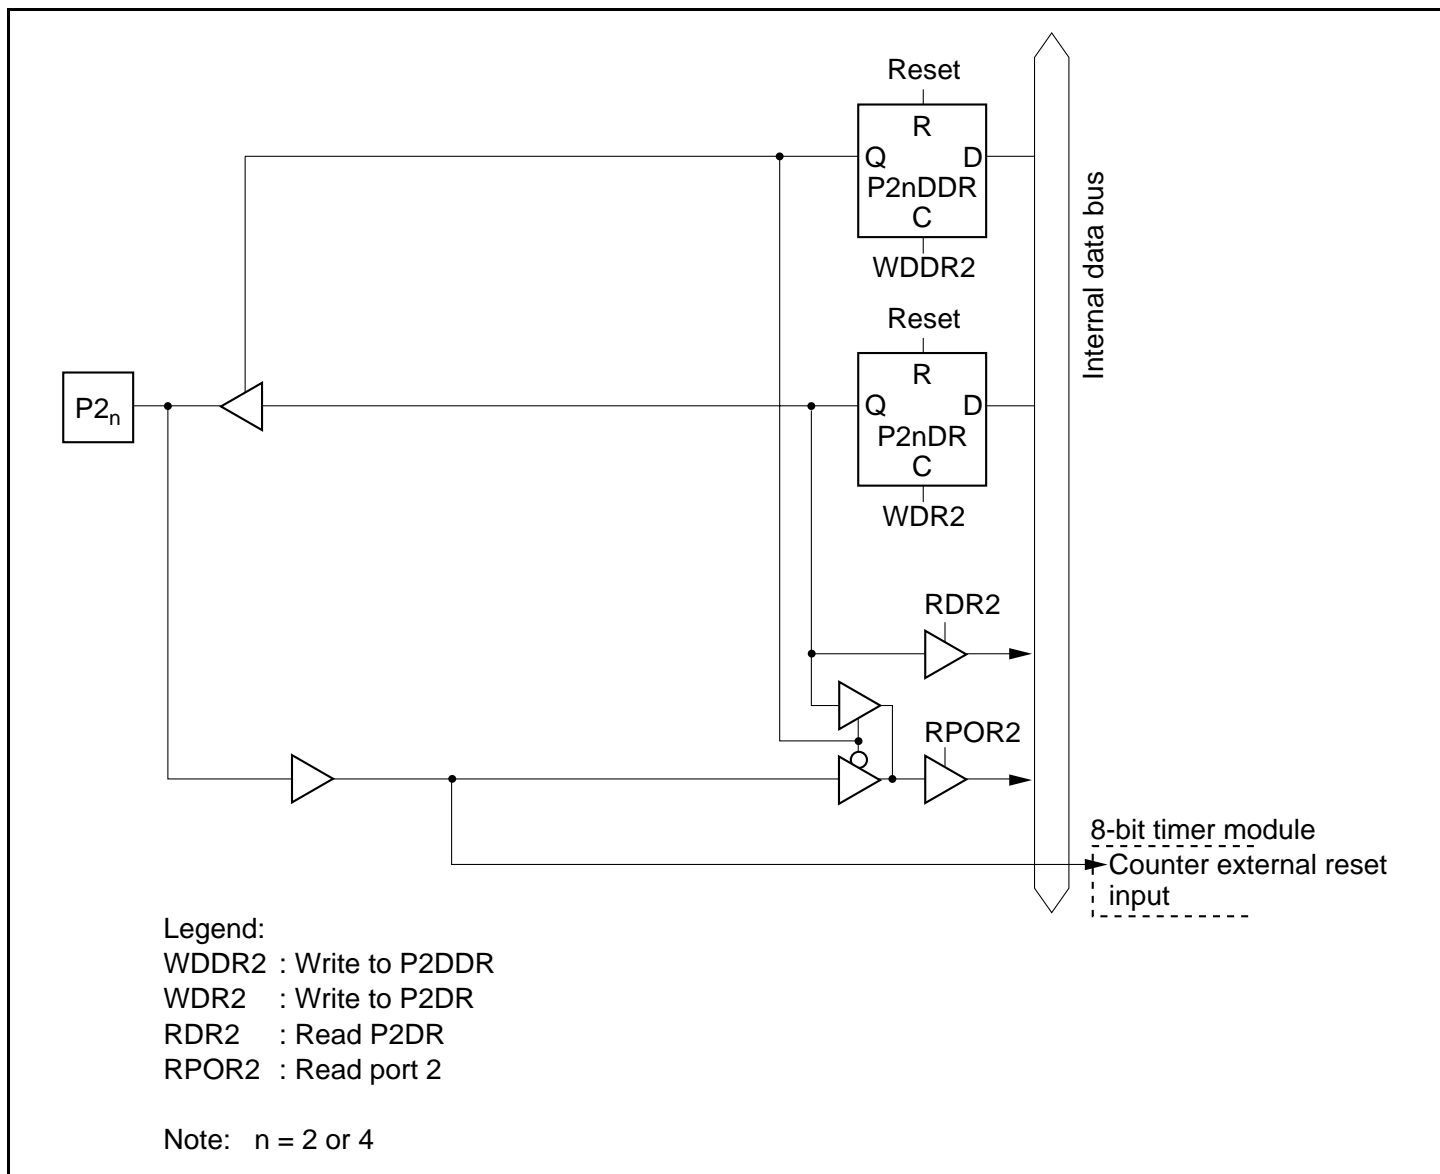 Reset
R
Q D
P2nDDR
C
WDDR2
Internal data bus
Reset
R
Q D
P2nDR
C
WDR2
P2n
RDR2
RPOR2
8-bit timer module
Counter external reset
input
Legend:
WDDR2 : Write to P2DDR
WDR2 : Write to P2DR
RDR2 : Read P2DR
RPOR2 : Read port 2
Note: n = 2 or 4